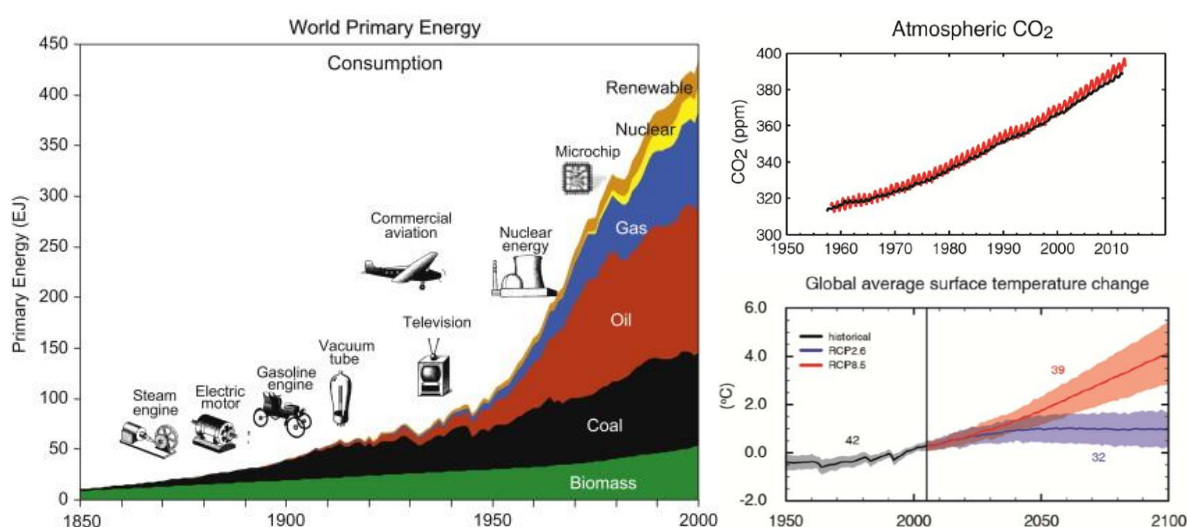 World Primary Energy
Consumption
Primary Energy (EJ)
450
400
350
300
250
200
150
100
50
0
1850
1900
1950
2000
Steam
engine
Electric
motor
Gasoline
engine
Vacuum
tube
Television
Commercial
aviation
Nuclear
energy
Microchip
Renewable
Nuclear
Gas
Oil
Coal
Biomass
Atmospheric CO2
CO2 (ppm)
400
380
360
340
320
300
1950
1960
1970
1980
1990
2000
2010
Global average surface temperature change
(°C)
6.0
4.0
2.0
0.0
-2.0
historical
RCP2.6
RCP8.5
42
39
32
1950
2000
2050
2100